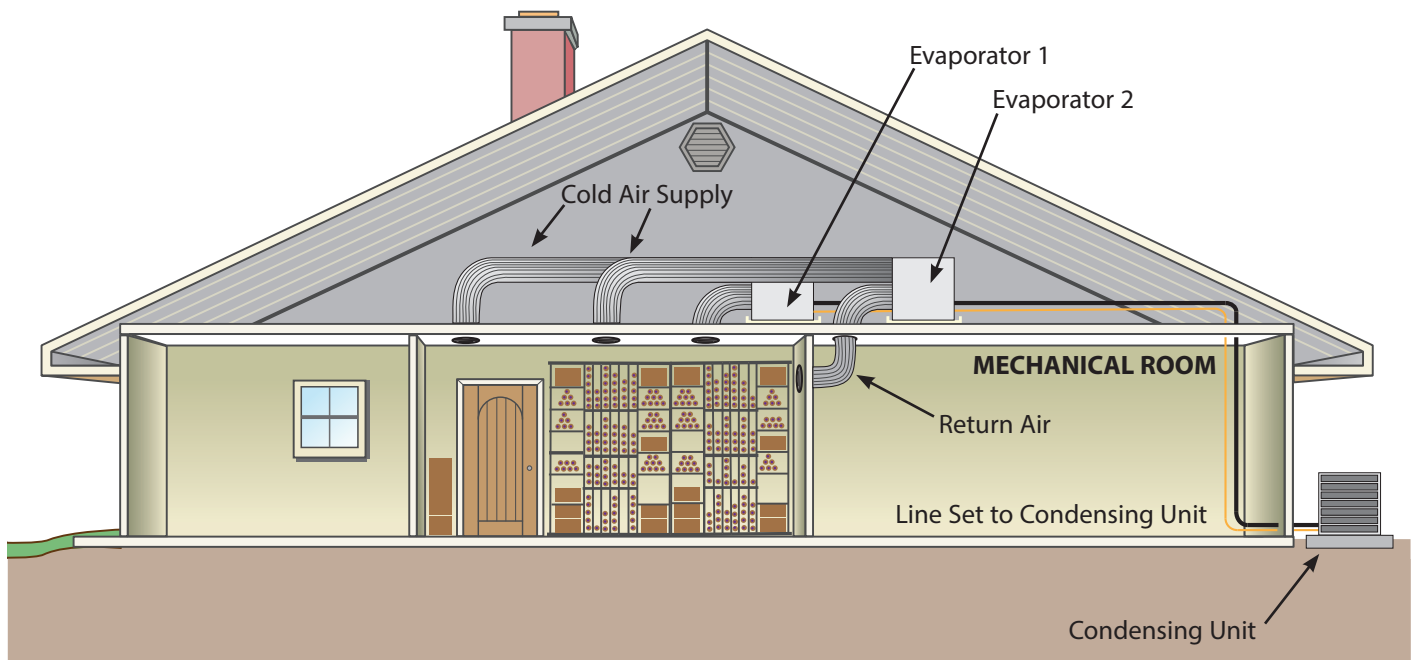 Evaporator 1
Evaporator 2
Cold Air Supply
MECHANICAL ROOM
Return Air
Line Set to Condensing Unit
Condensing Unit